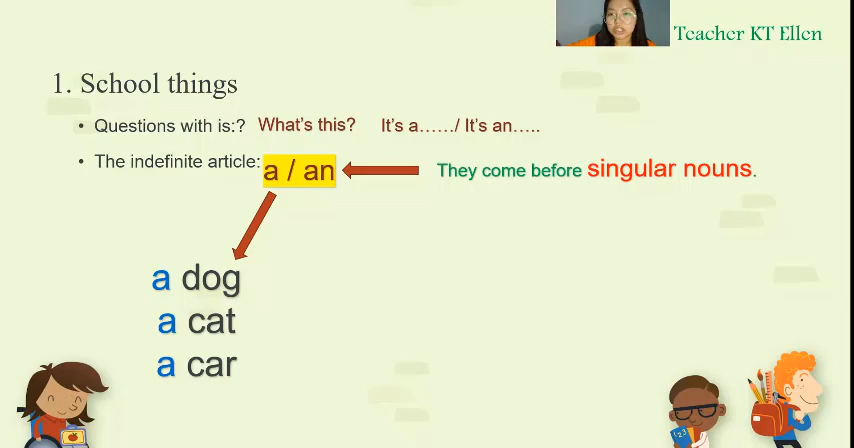 Teacher KT Ellen
1. School things
• Questions with is:? What's this? It's a……/ It's an…..
• The indefinite article: a / an They come before singular nouns.
a dog
a cat
a car
123